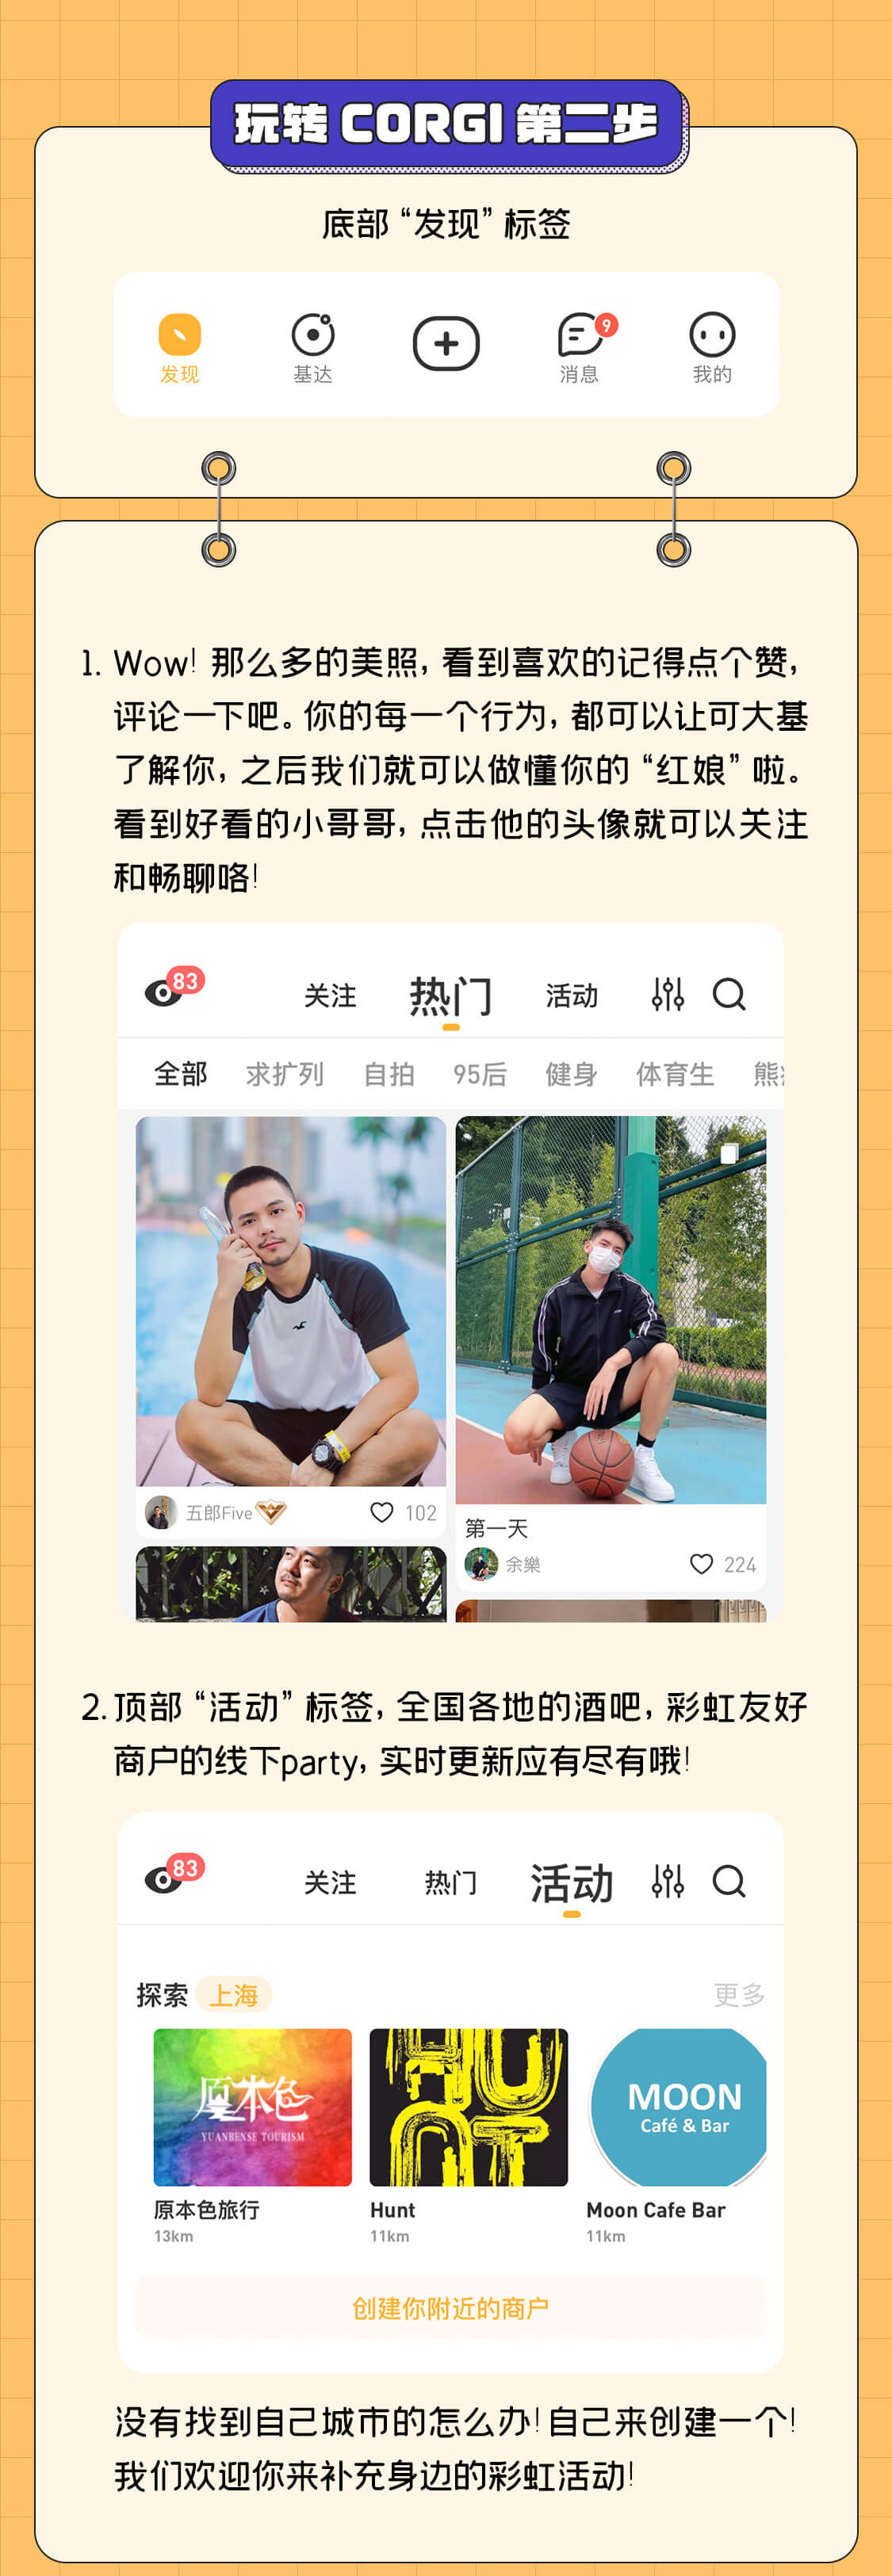 玩转 CORGI 第二步
底部 “发现” 标签
9
发现 基达 消息 我的
1. Wow! 那么多的美照, 看到喜欢的记得点个赞,
评论一下吧。你的每一个行为, 都可以让可大基
了解你, 之后我们就可以做懂你的 “红娘” 啦。
看到好看的小哥哥, 点击他的头像就可以关注
和畅聊咯!
83 关注 热门 活动
全部 求扩列 自拍 95后 健身 体育生 熊
五郎Five 102
第一天
余樂 224
2. 顶部 “活动” 标签, 全国各地的酒吧, 彩虹友好
商户的线下party, 实时更新应有尽有哦!
83 关注 热门 活动
探索 上海 更多
原本色
YUANBENSE TOURISM
HUNT
MOON
Café & Bar
原本色旅行 Hunt Moon Cafe Bar
13km 11km 11km
创建你附近的商户
没有找到自己城市的怎么办! 自己来创建一个!
我们欢迎你来补充身边的彩虹活动!